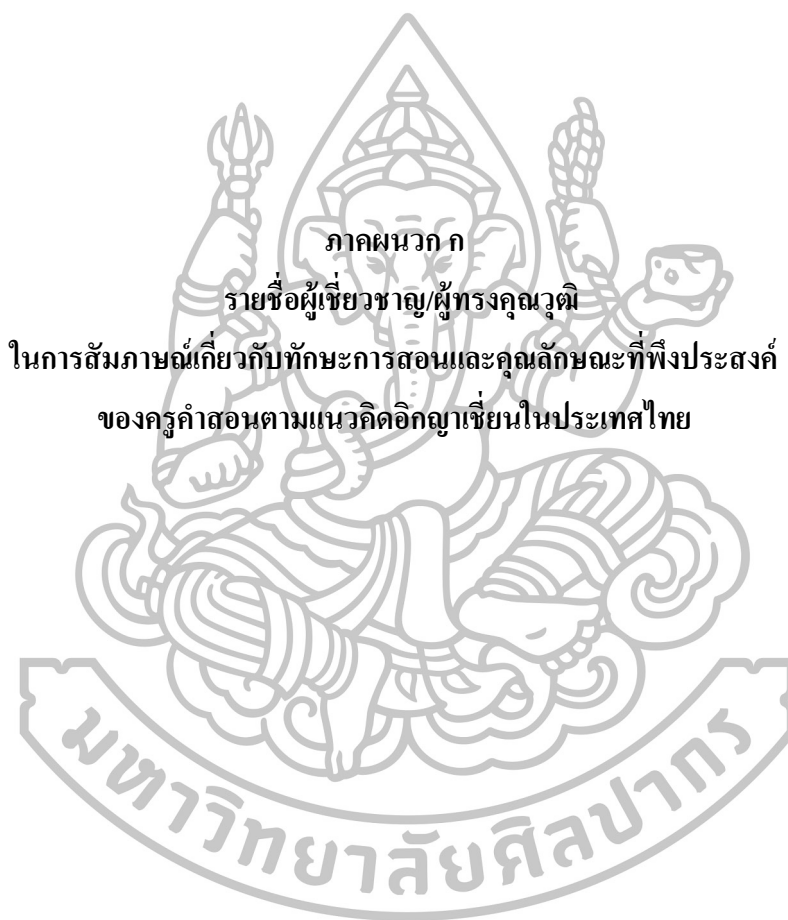 ภาคผนวก ก
รายชื่อผู้เชี่ยวชาญ/ผู้ทรงคุณวุฒิ
ในการสัมภาษณ์เกี่ยวกับทักษะการสอนและคุณลักษณะที่พึงประสงค์
ของครูคำสอนตามแนวคิดอิกญาเชี่ยนในประเทศไทย
มหาวิทยาลัยศิลปากร